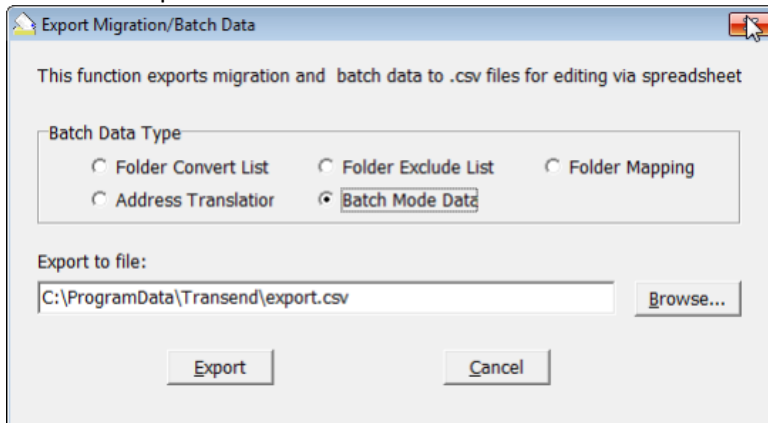 Export Migration/Batch Data
This function exports migration and batch data to .csv files for editing via spreadsheet
Batch Data Type
Folder Convert List Folder Exclude List Folder Mapping
Address Translatior Batch Mode Data
Export to file:
C:\ProgramData\Transend\export.csv Browse...
Export Cancel